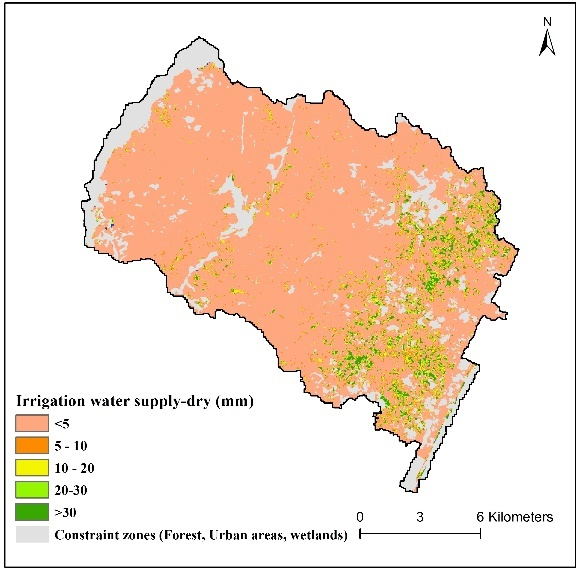 N
Irrigation water supply-dry (mm)
<5
5 - 10
10 - 20
20-30
>30
Constraint zones (Forest, Urban areas, wetlands)
0 3 6 Kilometers